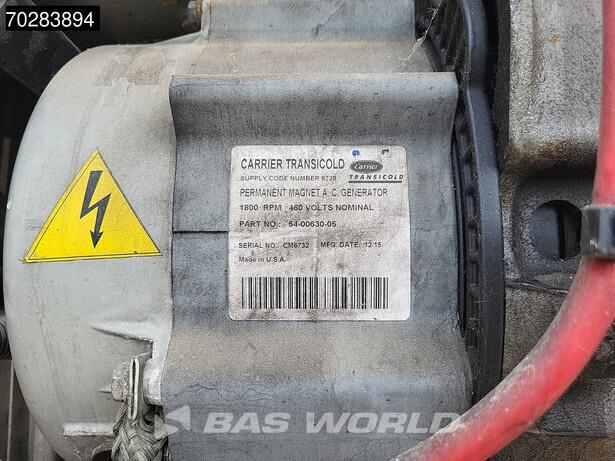 70283894
CARRIER TRANSICOLD
Carrier
TRANSICOLD
SUPPLY CODE NUMBER 8728
PERMANENT MAGNET A. C. GENERATOR
1800 RPM 460 VOLTS NOMINAL
PART NO.: 54-00630-05
SERIAL NO.: CM6732 MFG. DATE: 12/15
Made in U.S.A.
BAS WORLD